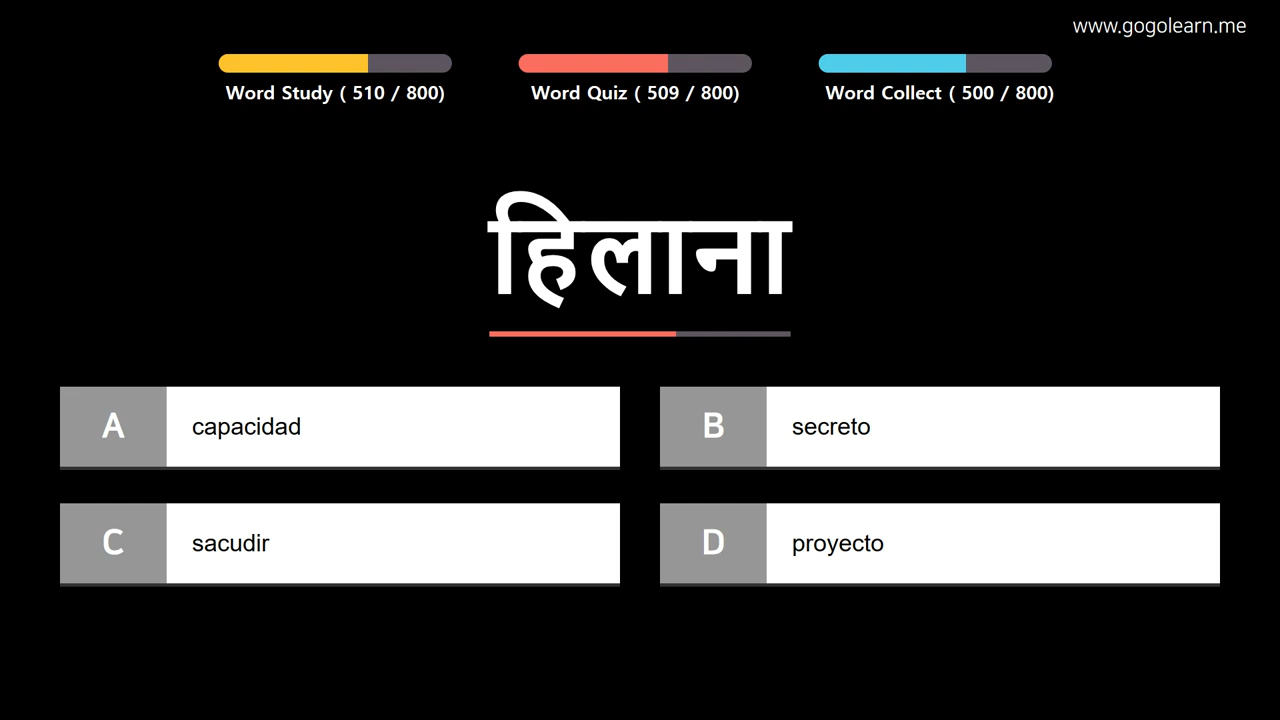 www.gogolearn.me
Word Study ( 510 / 800)
Word Quiz ( 509 / 800)
Word Collect ( 500 / 800)
हिलाना
A capacidad
B secreto
C sacudir
D proyecto